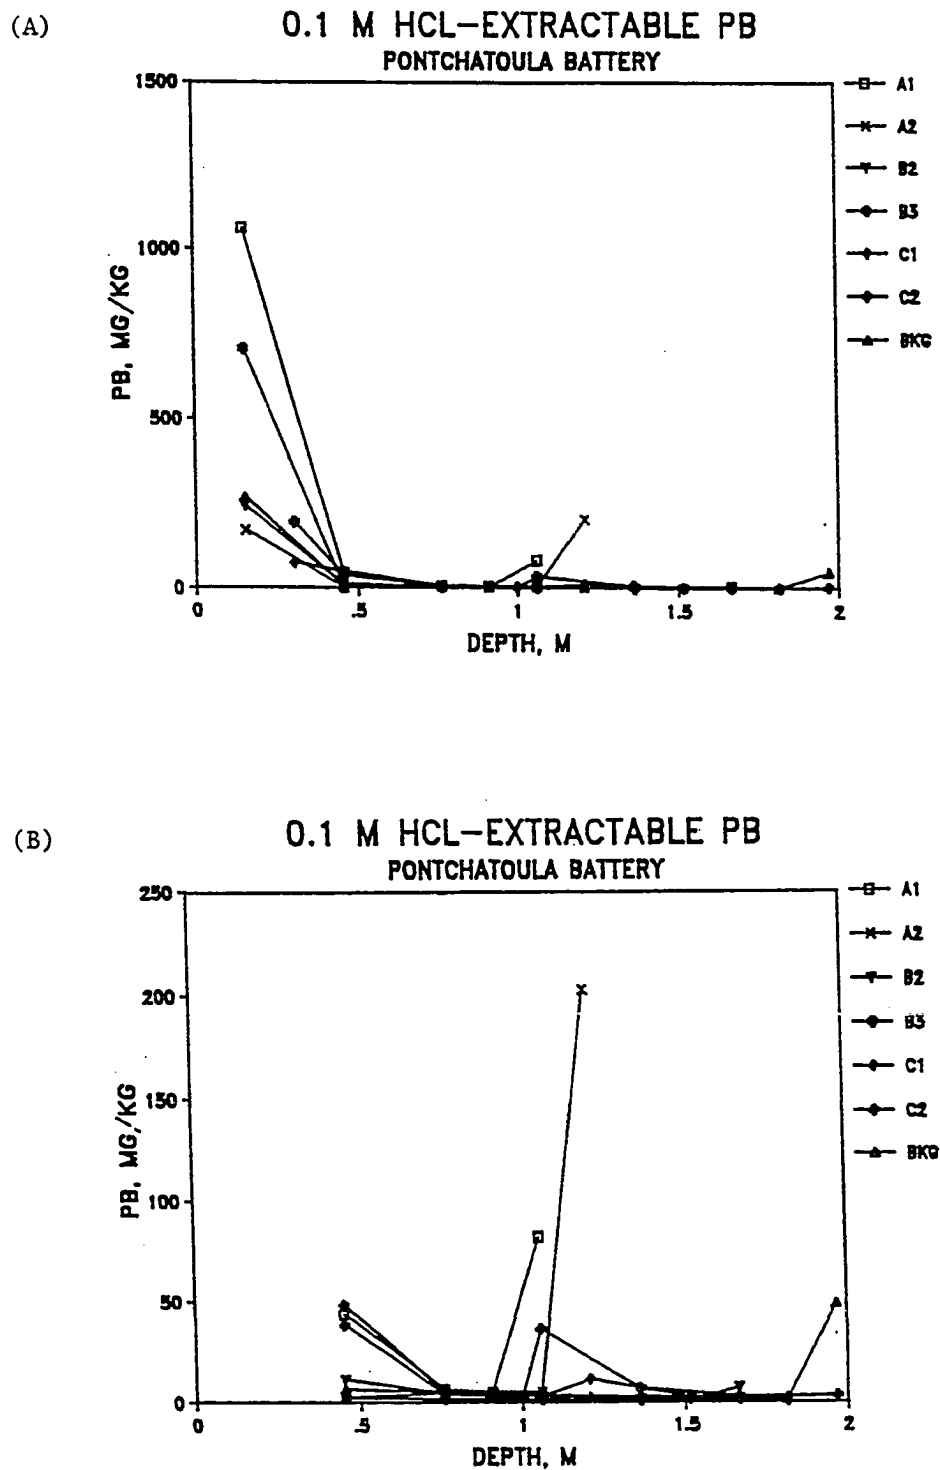 (A)
0.1 M HCL-EXTRACTABLE PB
PONTCHATOULA BATTERY
1500
1000
500
0
PB, MG/KG
0
.5
1
1.5
2
DEPTH, M
A1
A2
B2
B3
C1
C2
BKG
(B)
0.1 M HCL-EXTRACTABLE PB
PONTCHATOULA BATTERY
250
200
150
100
50
0
PB, MG/KG
0
.5
1
1.5
2
DEPTH, M
A1
A2
B2
B3
C1
C2
BKG